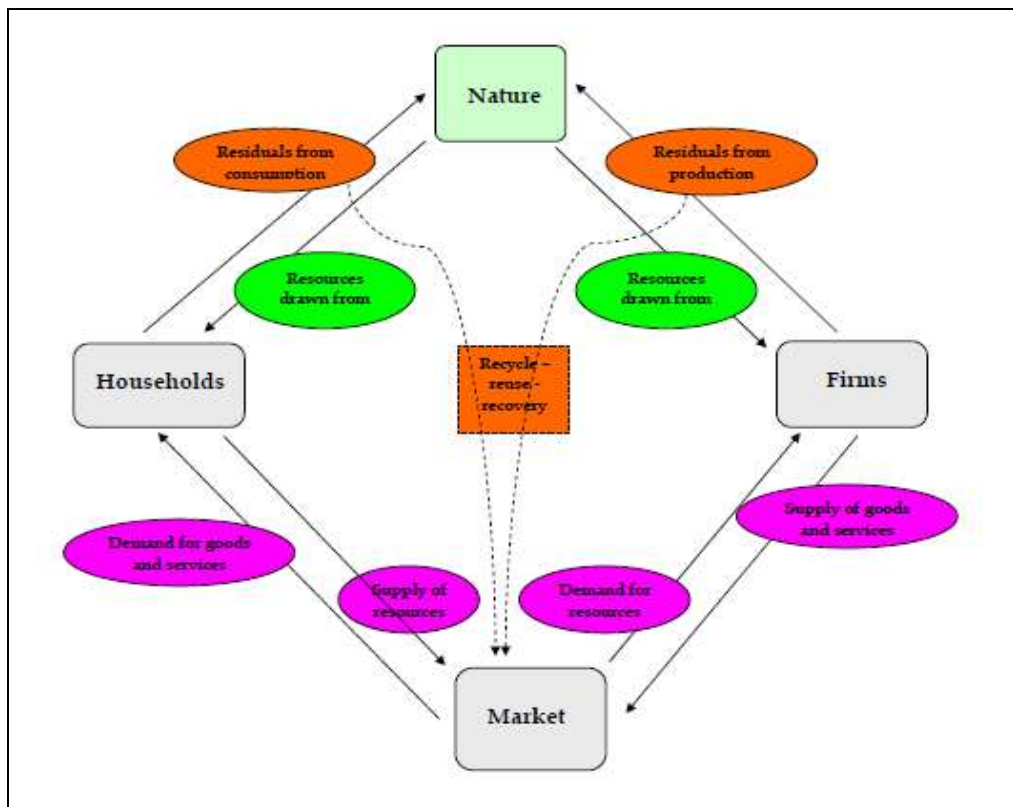 Nature
Residuals from
consumption
Residuals from
production
Resources
drawn from
Resources
drawn from
Households
Recycle –
reuse -
recovery
Firms
Demand for goods
and services
Supply of
resources
Demand for
resources
Supply of goods
and services
Market